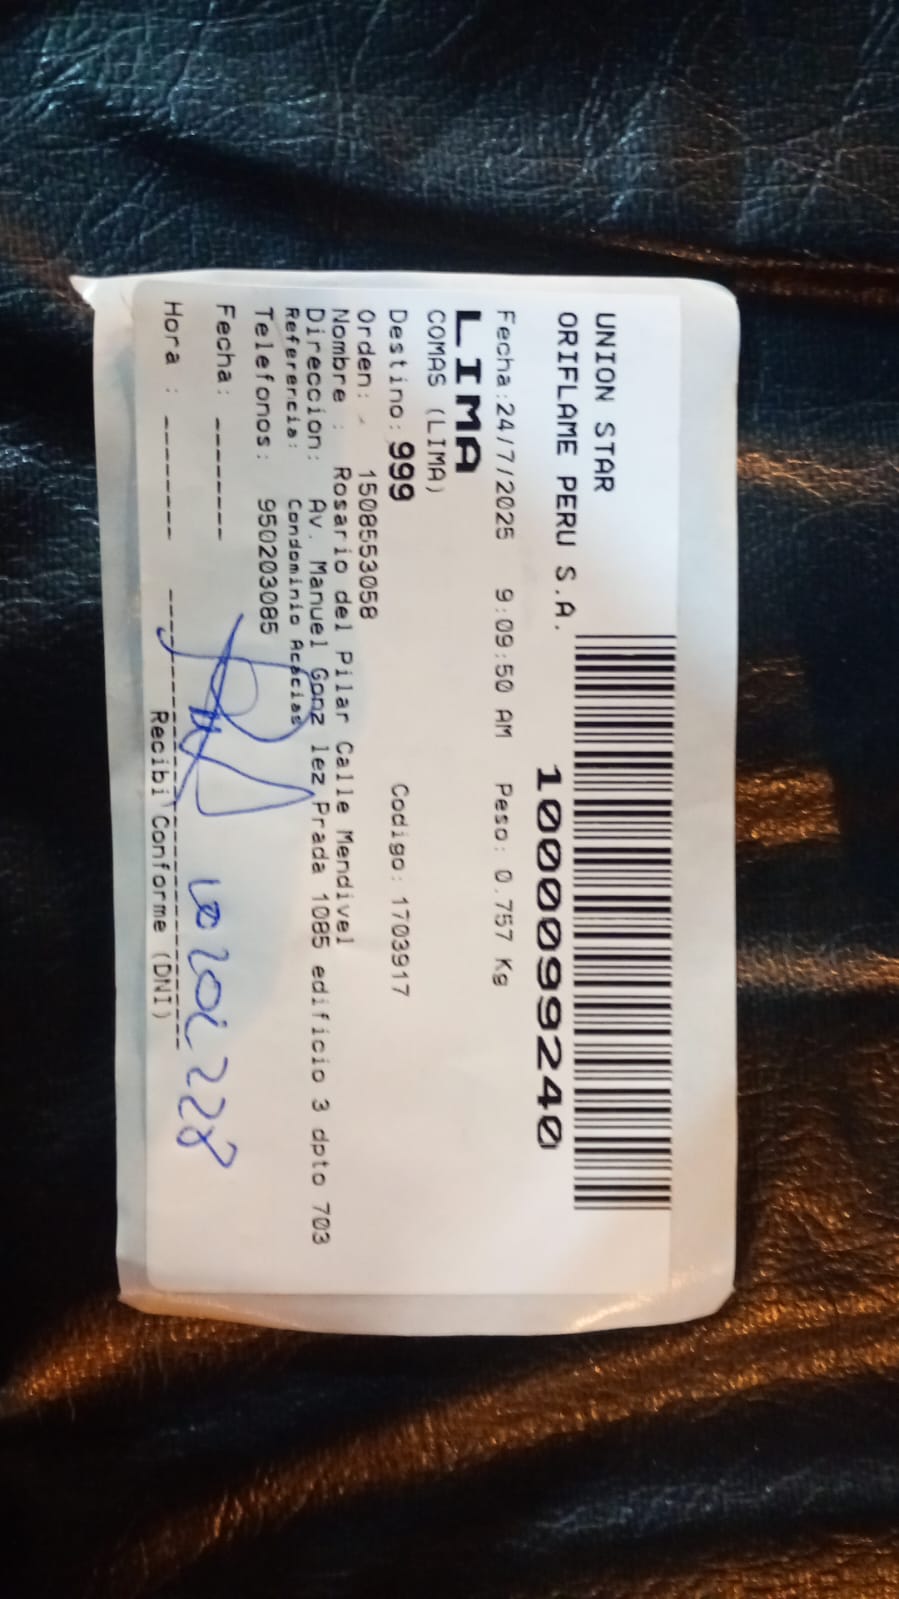 UNION STAR
ORIFLAME PERU S.A.
1000099240
Fecha:24/7/2025 9:09:50 AM Peso: 0.757 Kg
LIMA
COMAS (LIMA)
Destino: 999 Codigo: 1703917
Orden: 1508553058
Nombre : Rosario del Pilar Calle Mendivel
Direccion: Av. Manuel Gonz lez Prada 1085 edificio 3 dpto 703
Referencia: Condominio Acacias
Telefonos: 950203085
Fecha: _______
Hora : _______
Recibi Conforme (DNI)